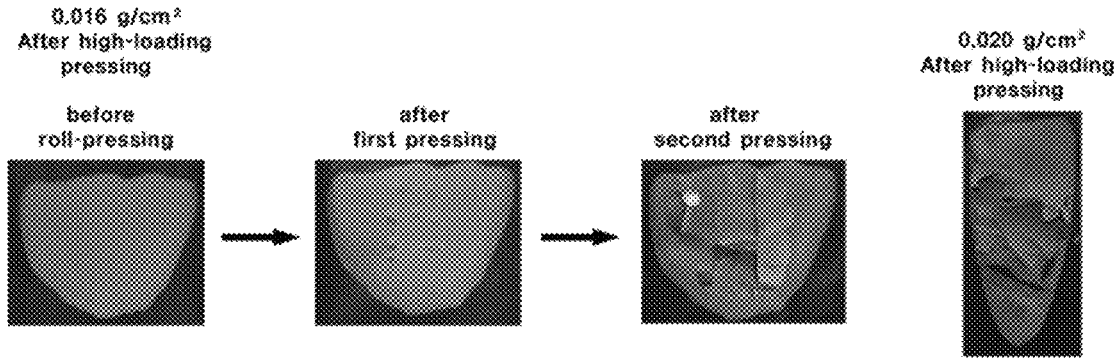 0.016 g/cm²
After high-loading
pressing
before
roll-pressing
after
first pressing
after
second pressing
0.020 g/cm²
After high-loading
pressing